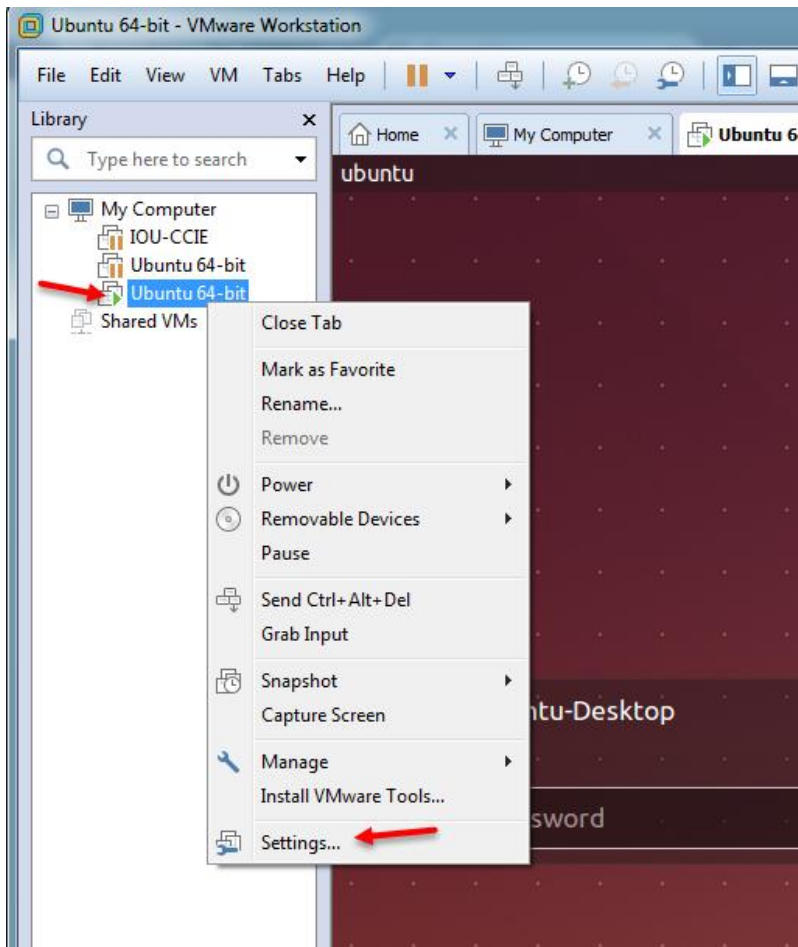 Ubuntu 64-bit - VMware Workstation
File Edit View VM Tabs Help
Library
Home My Computer Ubuntu 6
Type here to search
ubuntu
My Computer
IOU-CCIE
Ubuntu 64-bit
Ubuntu 64-bit
Shared VMs
Close Tab
Mark as Favorite
Rename...
Remove
Power
Removable Devices
Pause
Send Ctrl+Alt+Del
Grab Input
Snapshot
Capture Screen
ntu-Desktop
Manage
Install VMware Tools...
sword
Settings...